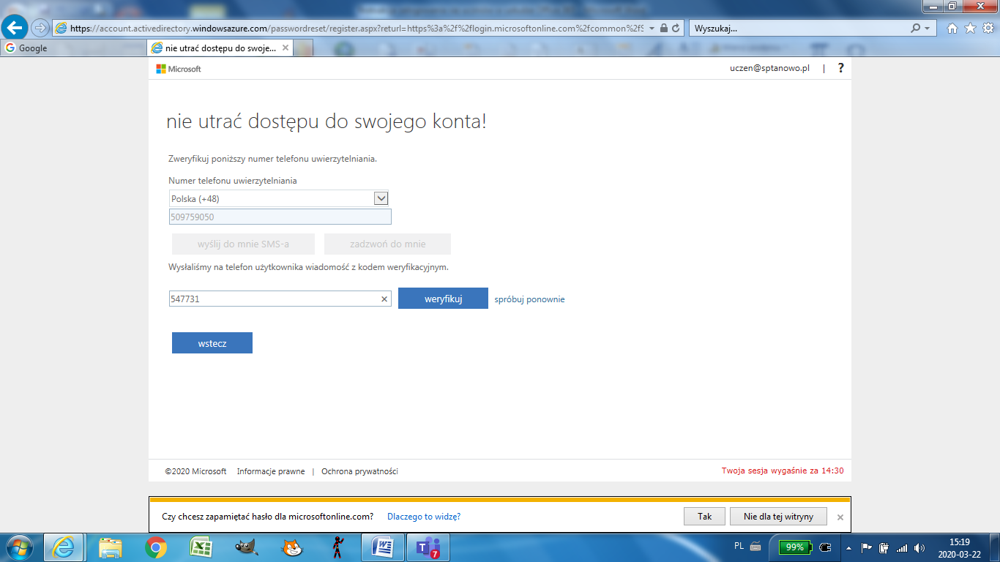 https://account.activedirectory.windowsazure.com/passwordreset/register.aspx?returl=https%3a%2f%2flogin.microsoftonline.com%2fcommon%2fS
Wyszukaj...
Google
nie utrać dostępu do swoje...
Microsoft
uczen@sptanowo.pl | ?
nie utrać dostępu do swojego konta!
Zweryfikuj poniższy numer telefonu uwierzytelniania.
Numer telefonu uwierzytelniania
Polska (+48)
509759050
wyślij do mnie SMS-a zadzwoń do mnie
Wysłaliśmy na telefon użytkownika wiadomość z kodem weryfikacyjnym.
547731 weryfikuj spróbuj ponownie
wstecz
©2020 Microsoft Informacje prawne | Ochrona prywatności
Twoja sesja wygaśnie za 14:30
Czy chcesz zapamiętać hasło dla microsoftonline.com? Dlaczego to widzę? Tak Nie dla tej witryny
7
PL
99%
15:19
2020-03-22